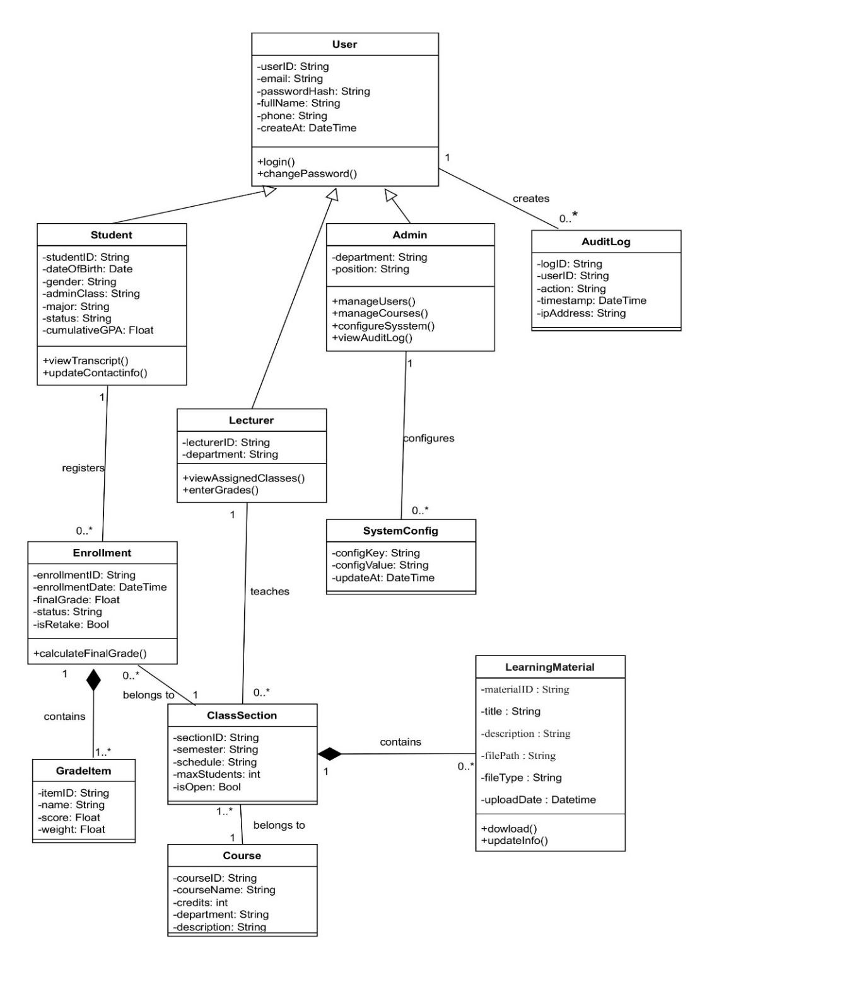 User
-userID: String
-email: String
-passwordHash: String
-fullName: String
-phone: String
-createAt: DateTime
+login()
+changePassword()
1
creates
0..*
Student
-studentID: String
-dateOfBirth: Date
-gender: String
-adminClass: String
-major: String
-status: String
-cumulativeGPA: Float
+viewTranscript()
+updateContactinfo()
Admin
-department: String
-position: String
+manageUsers()
+manageCourses()
+configureSysstem()
+viewAuditLog()
AuditLog
-logID: String
-userID: String
-action: String
-timestamp: DateTime
-ipAddress: String
1
registers
0..*
Lecturer
-lecturerID: String
-department: String
+viewAssignedClasses()
+enterGrades()
1
configures
0..*
SystemConfig
-configKey: String
-configValue: String
-updateAt: DateTime
1
teaches
0..*
Enrollment
-enrollmentID: String
-enrollmentDate: DateTime
-finalGrade: Float
-status: String
-isRetake: Bool
+calculateFinalGrade()
1
contains
1..*
0..*
belongs to
1
GradeItem
-itemID: String
-name: String
-score: Float
-weight: Float
ClassSection
-sectionID: String
-semester: String
-schedule: String
-maxStudents: int
-isOpen: Bool
contains
1
0..*
LearningMaterial
-materialID : String
-title : String
-description : String
-filePath : String
-fileType : String
-uploadDate : Datetime
+dowload()
+updateInfo()
1..*
belongs to
1
Course
-courseID: String
-courseName: String
-credits: int
-department: String
-description: String